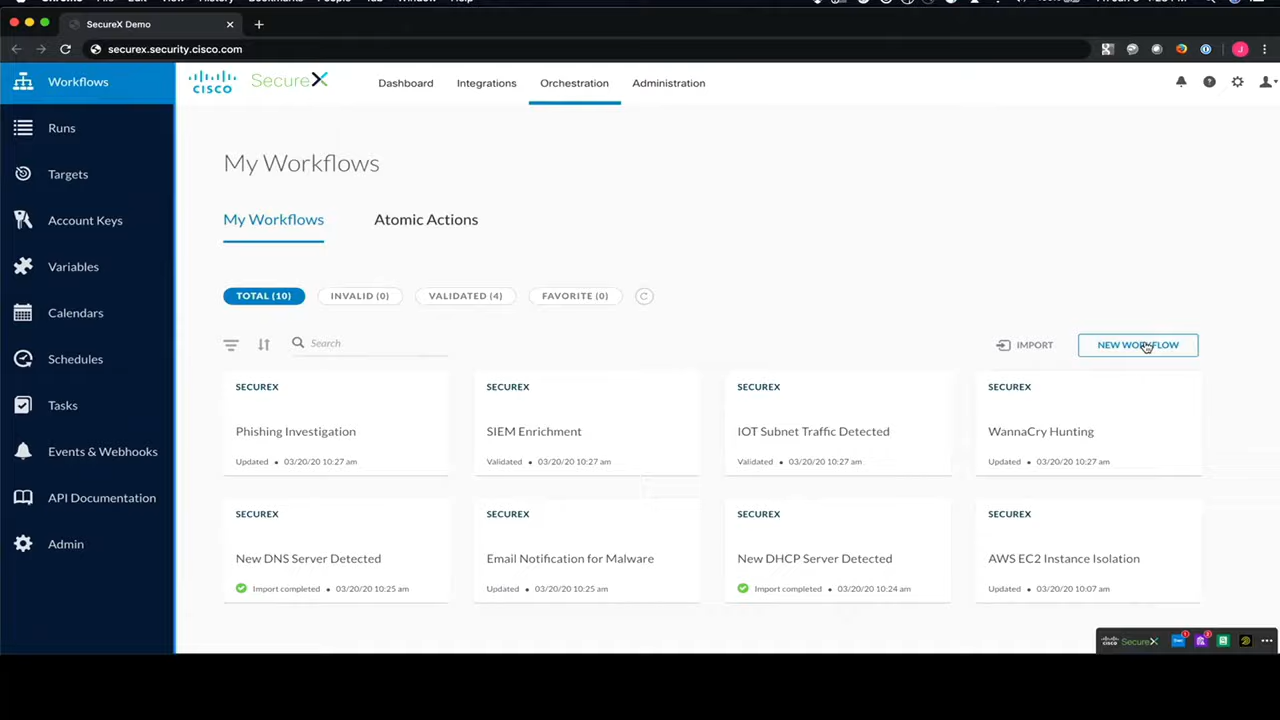 SecureX Demo
securex.security.cisco.com
Workflows
Runs
Targets
Account Keys
Variables
Calendars
Schedules
Tasks
Events & Webhooks
API Documentation
Admin
CISCO SecureX
Dashboard Integrations Orchestration Administration
My Workflows
My Workflows Atomic Actions
TOTAL (10) INVALID (0) VALIDATED (4) FAVORITE (0)
Search IMPORT NEW WORKFLOW
SECUREX SECUREX SECUREX SECUREX
Phishing Investigation SIEM Enrichment IOT Subnet Traffic Detected WannaCry Hunting
Updated • 03/20/20 10:27 am Validated • 03/20/20 10:27 am Validated • 03/20/20 10:27 am Updated • 03/20/20 10:27 am
SECUREX SECUREX SECUREX SECUREX
New DNS Server Detected Email Notification for Malware New DHCP Server Detected AWS EC2 Instance Isolation
Import completed • 03/20/20 10:25 am Updated • 03/20/20 10:25 am Import completed • 03/20/20 10:24 am Updated • 03/20/20 10:07 am
CISCO SecureX